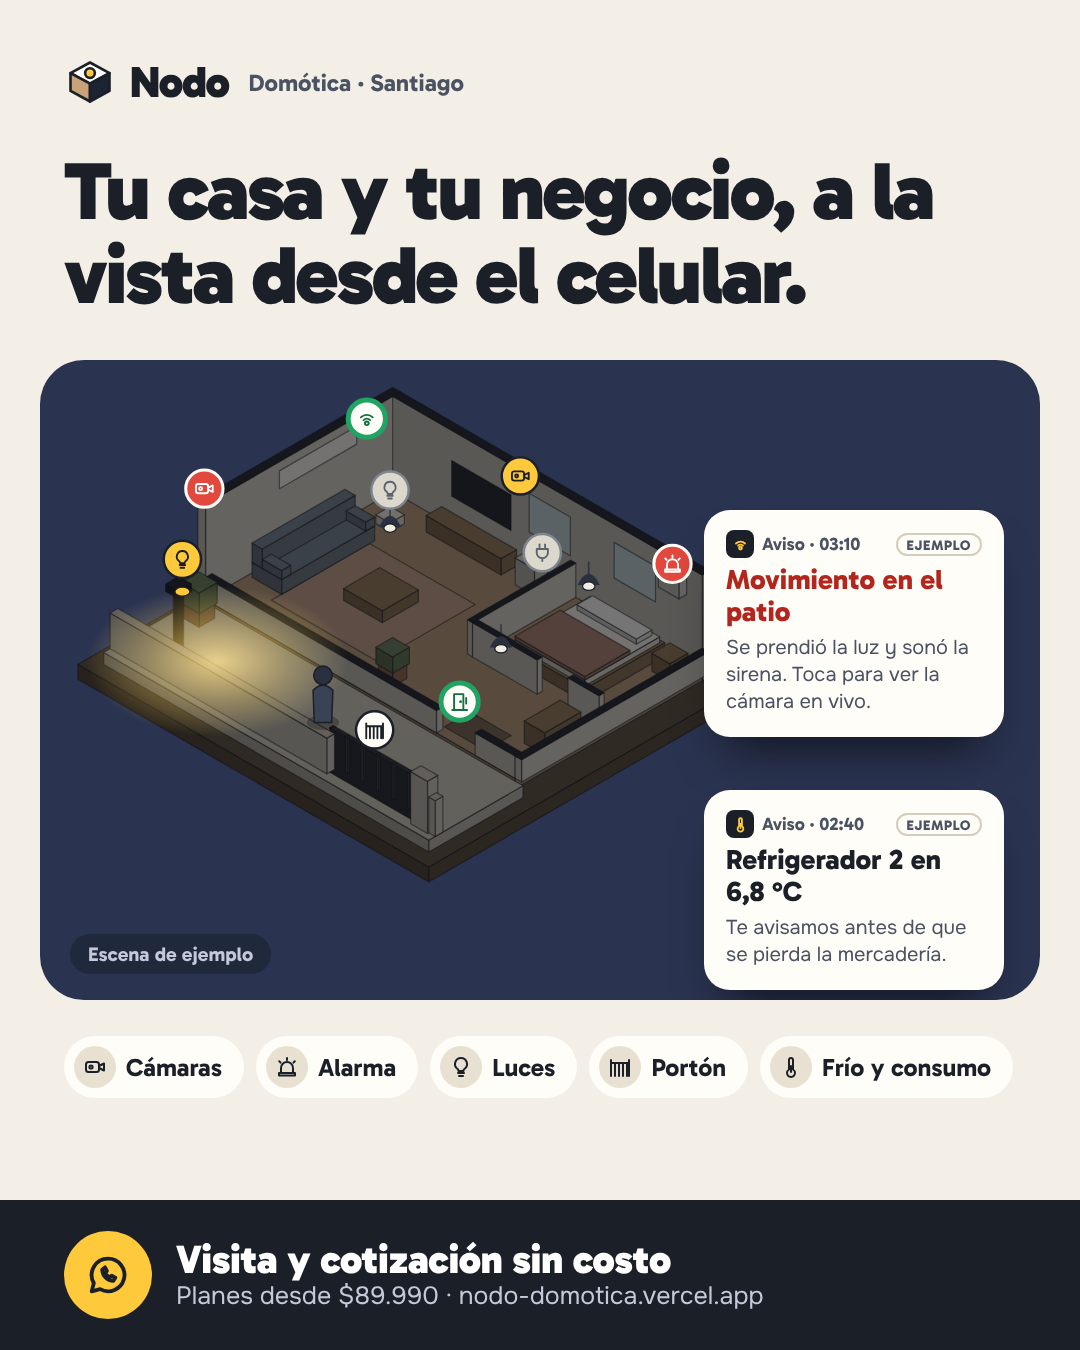 Nodo
Domótica · Santiago
Tu casa y tu negocio, a la
vista desde el celular.
Aviso · 03:10
EJEMPLO
Movimiento en el
patio
Se prendió la luz y sonó la
sirena. Toca para ver la
cámara en vivo.
Aviso · 02:40
EJEMPLO
Refrigerador 2 en
6,8 °C
Te avisamos antes de que
se pierda la mercadería.
Escena de ejemplo
Cámaras
Alarma
Luces
Portón
Frío y consumo
Visita y cotización sin costo
Planes desde $89.990 · nodo-domotica.vercel.app